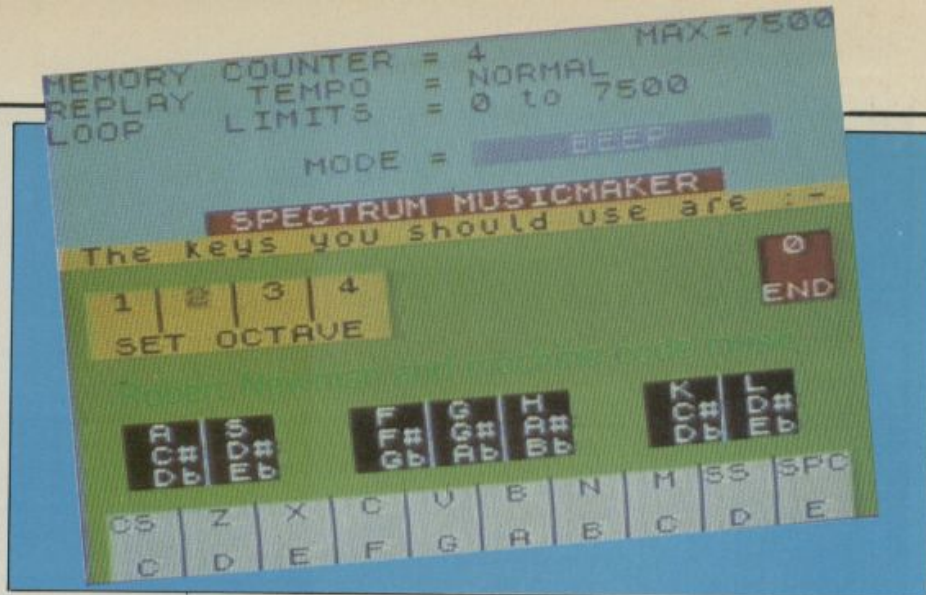 MEMORY COUNTER = 4 MAX=7500
REPLAY TEMPO = NORMAL
LOOP LIMITS = 0 to 7500
MODE = BEEP
SPECTRUM MUSICMAKER
The keys you should use are :-
1 2 3 4 0
SET OCTAVE END
A S F G H K L
C# D# F# G# A# C# D#
Db Eb Gb Ab Bb Db Eb
CS Z X C V B N M SS SPC
C D E F G A B C D E